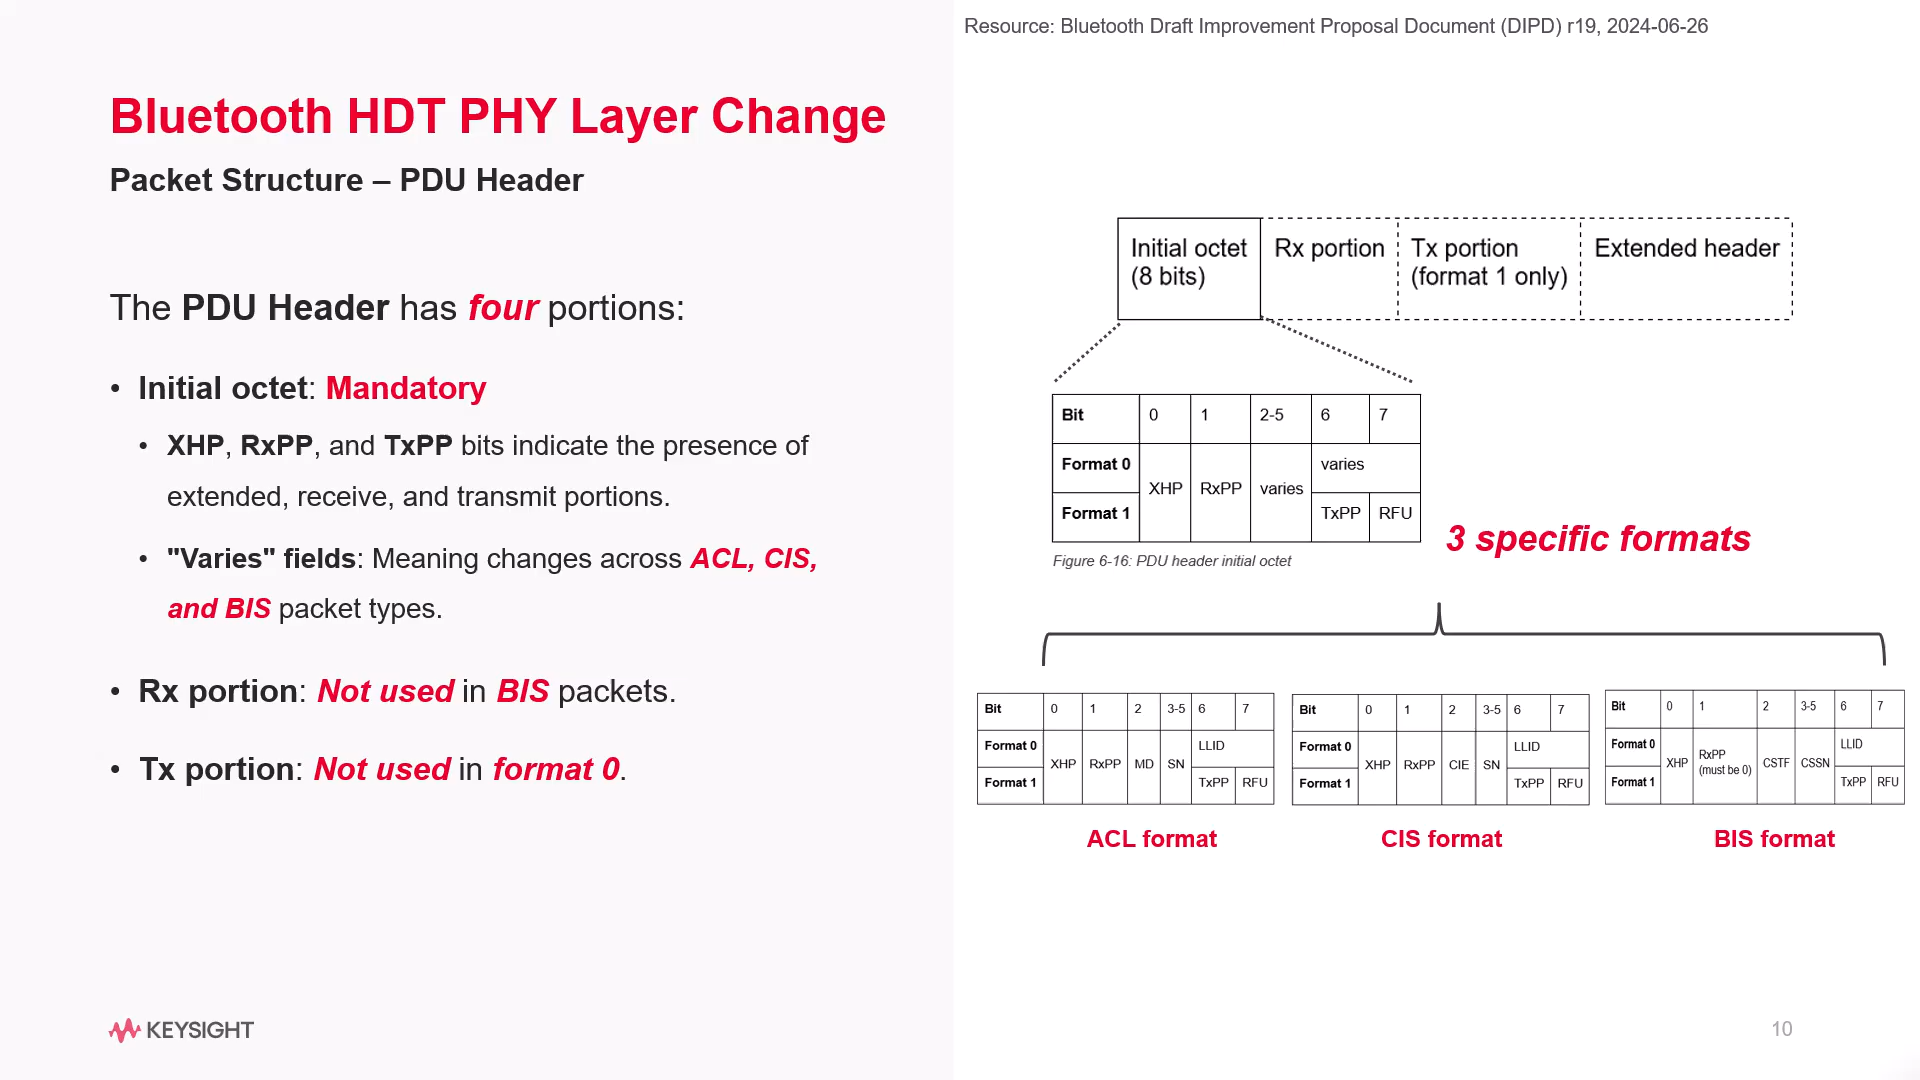 Resource: Bluetooth Draft Improvement Proposal Document (DIPD) r19, 2024-06-26
Bluetooth HDT PHY Layer Change
Packet Structure – PDU Header
The PDU Header has four portions:
• Initial octet: Mandatory
• XHP, RxPP, and TxPP bits indicate the presence of
extended, receive, and transmit portions.
• "Varies" fields: Meaning changes across ACL, CIS,
and BIS packet types.
• Rx portion: Not used in BIS packets.
• Tx portion: Not used in format 0.
Initial octet Rx portion Tx portion Extended header
(8 bits) (format 1 only)
Bit 0 1 2-5 6 7
Format 0 varies
XHP RxPP varies
Format 1 TxPP RFU
Figure 6-16: PDU header initial octet
3 specific formats
Bit 0 1 2 3-5 6 7
Format 0 LLID
XHP RxPP MD SN
Format 1 TxPP RFU
ACL format
Bit 0 1 2 3-5 6 7
Format 0 LLID
XHP RxPP CIE SN
Format 1 TxPP RFU
CIS format
Bit 0 1 2 3-5 6 7
Format 0 LLID
XHP RxPP (must be 0) CSTF CSSN
Format 1 TxPP RFU
BIS format
KEYSIGHT
10